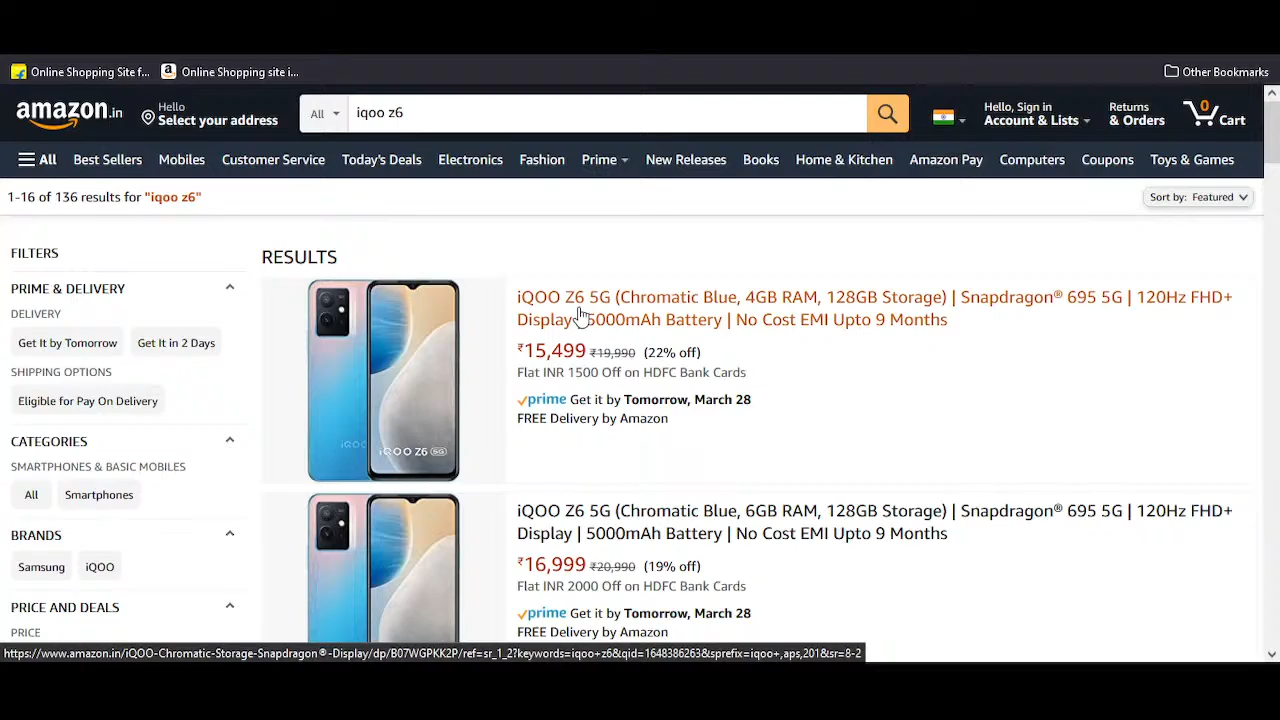 Online Shopping Site f...
Online Shopping site i...
Other Bookmarks
amazon.in
Hello
Select your address
All
iqoo z6
Hello, Sign in
Account & Lists
Returns
& Orders
0
Cart
All
Best Sellers
Mobiles
Customer Service
Today's Deals
Electronics
Fashion
Prime
New Releases
Books
Home & Kitchen
Amazon Pay
Computers
Coupons
Toys & Games
1-16 of 136 results for "iqoo z6"
Sort by: Featured
FILTERS
PRIME & DELIVERY
DELIVERY
Get It by Tomorrow
Get It in 2 Days
SHIPPING OPTIONS
Eligible for Pay On Delivery
CATEGORIES
SMARTPHONES & BASIC MOBILES
All
Smartphones
BRANDS
Samsung
iQOO
PRICE AND DEALS
PRICE
RESULTS
iQOO
iQOO Z6 5G
iQOO Z6 5G (Chromatic Blue, 4GB RAM, 128GB Storage) | Snapdragon® 695 5G | 120Hz FHD+
Display | 5000mAh Battery | No Cost EMI Upto 9 Months
₹15,499 ₹19,990 (22% off)
Flat INR 1500 Off on HDFC Bank Cards
prime Get it by Tomorrow, March 28
FREE Delivery by Amazon
iQOO Z6 5G (Chromatic Blue, 6GB RAM, 128GB Storage) | Snapdragon® 695 5G | 120Hz FHD+
Display | 5000mAh Battery | No Cost EMI Upto 9 Months
₹16,999 ₹20,990 (19% off)
Flat INR 2000 Off on HDFC Bank Cards
prime Get it by Tomorrow, March 28
FREE Delivery by Amazon
https://www.amazon.in/iQOO-Chromatic-Storage-Snapdragon®-Display/dp/B07WGPKK2P/ref=sr_1_2?keywords=iqoo+z6&qid=1648386263&sprefix=iqoo+,aps,201&sr=8-2